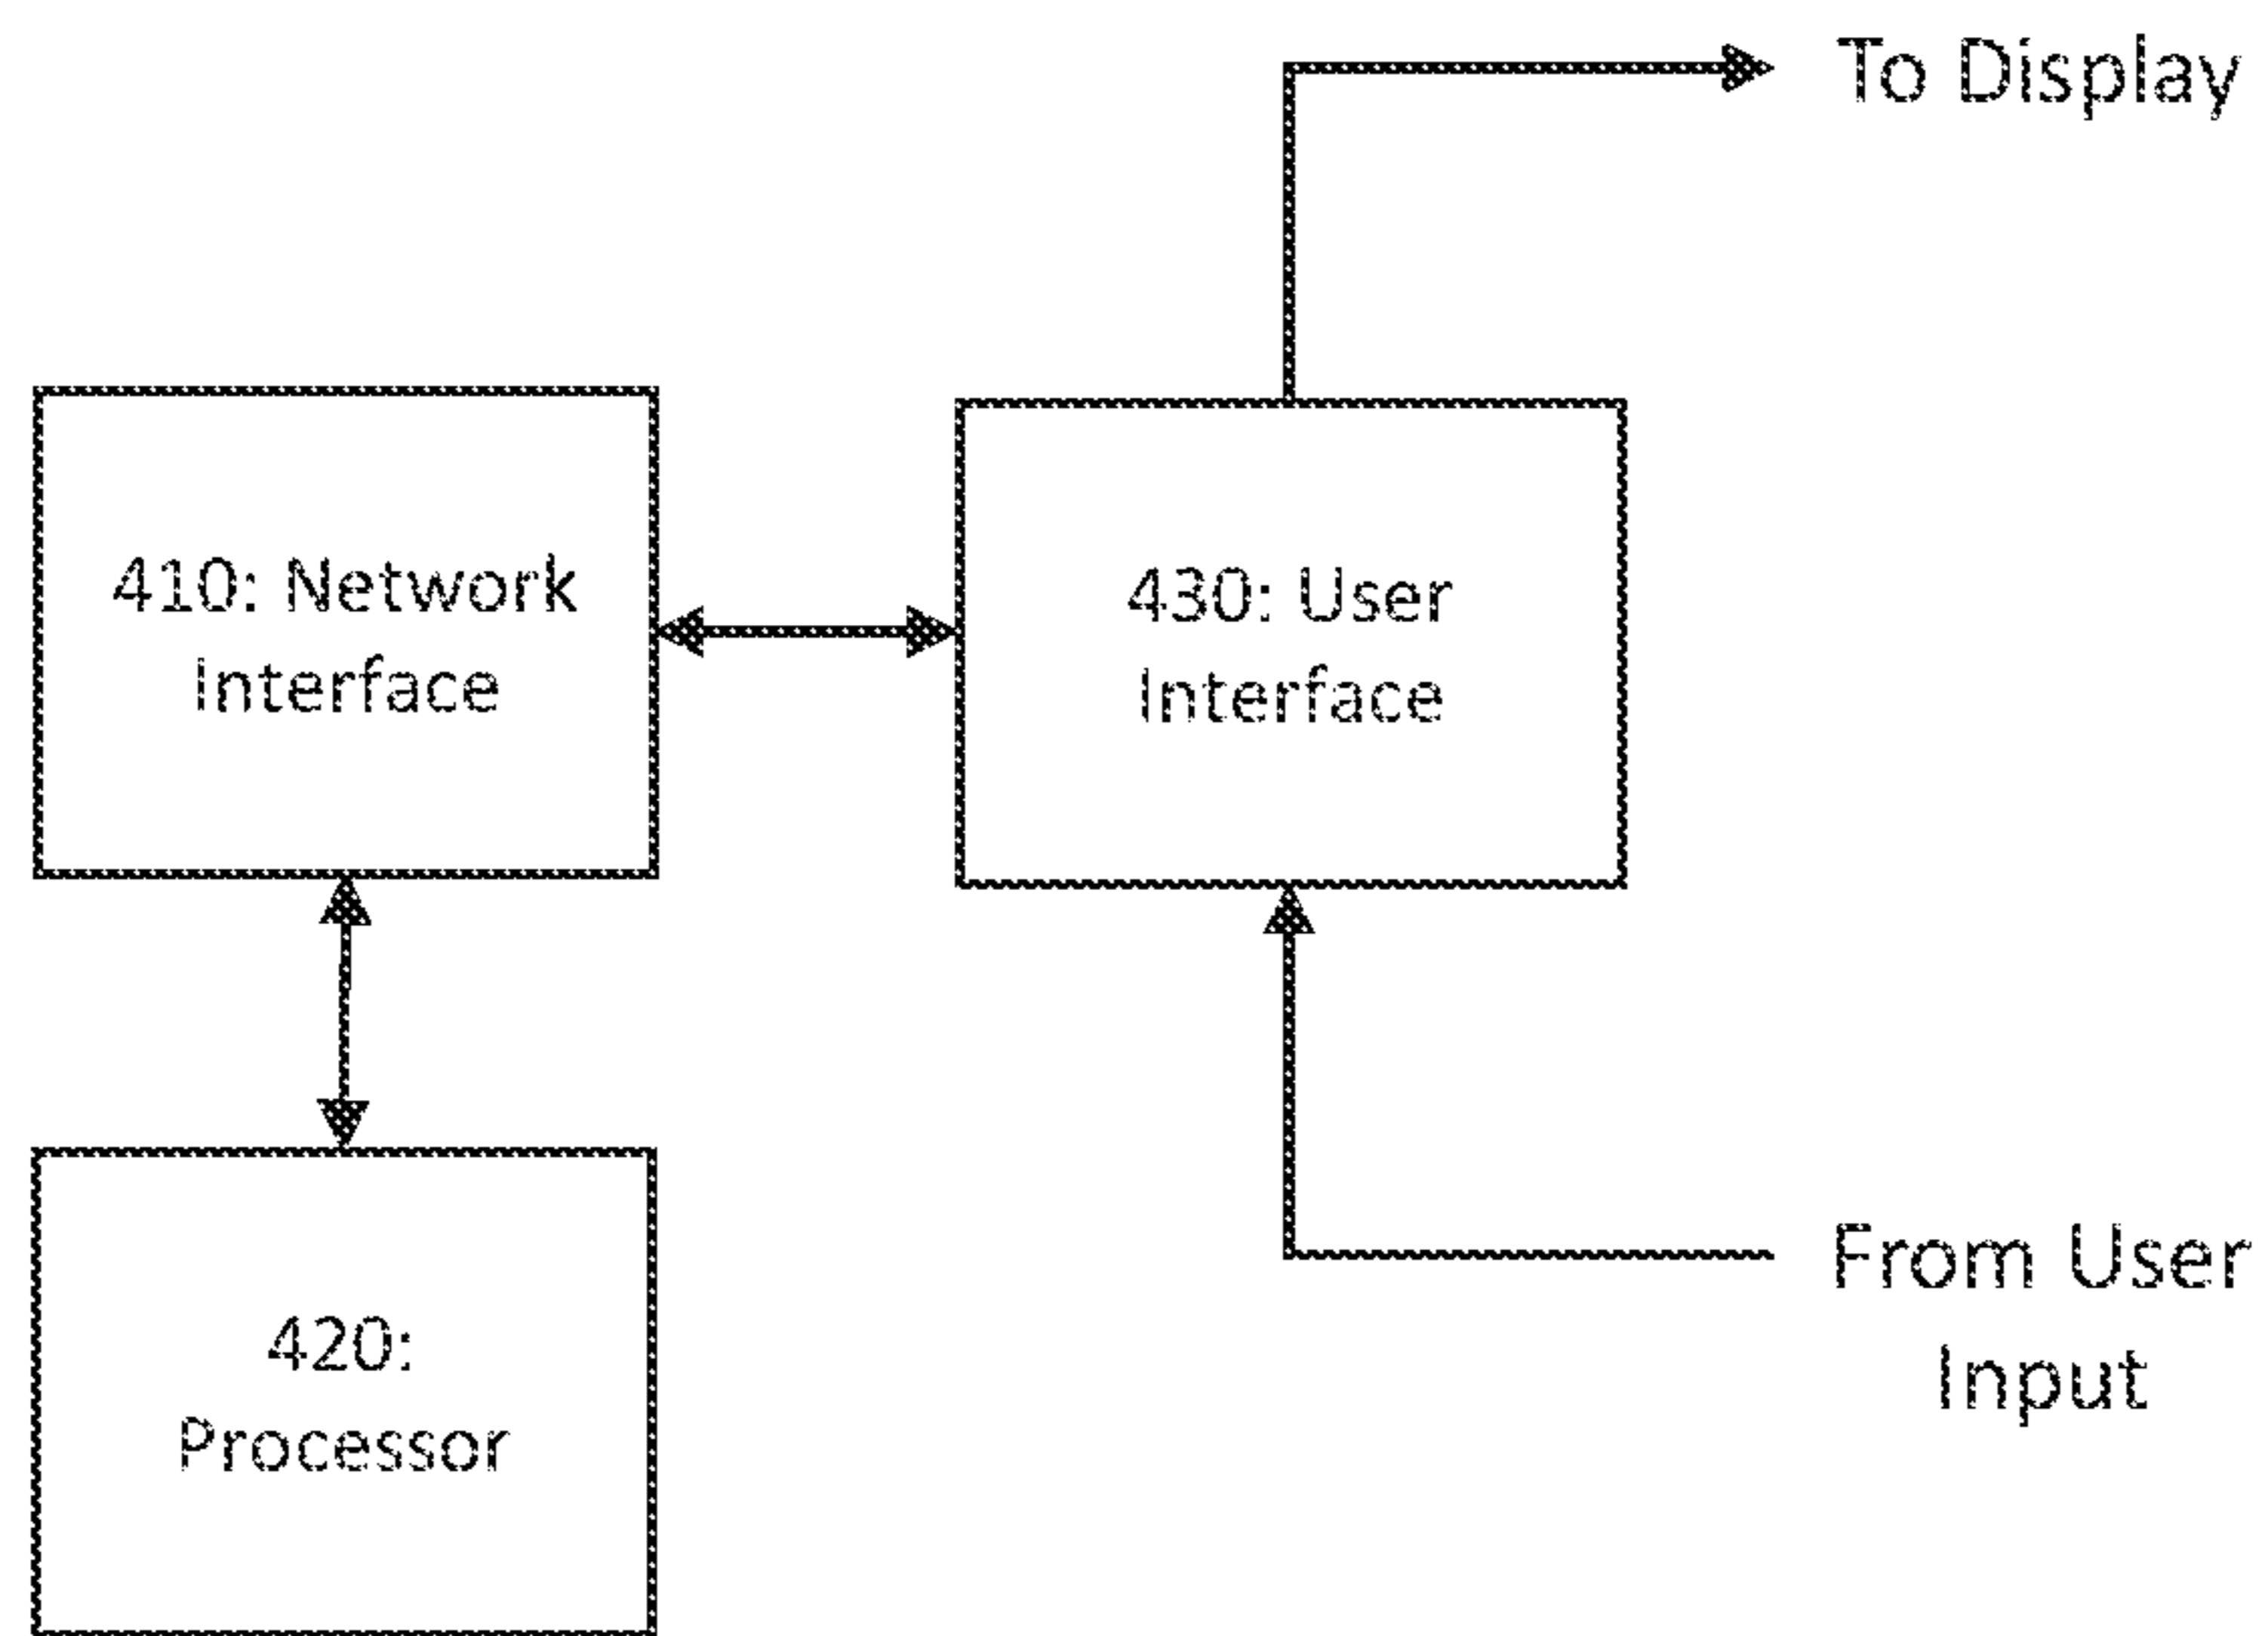 To Display
410: Network
Interface
430: User
Interface
420:
Processor
From User
Input